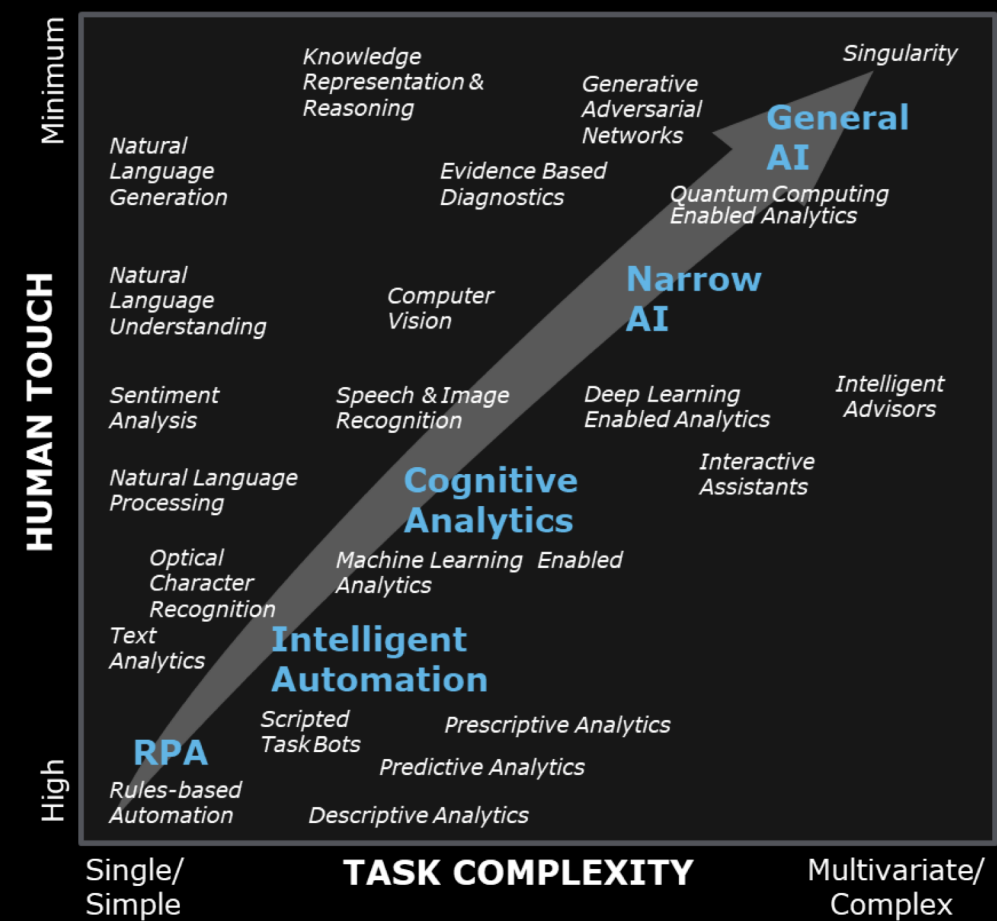 Minimum
HUMAN TOUCH
High
Knowledge
Representation &
Reasoning
Singularity
Generative
Adversarial
Networks
General
AI
Natural
Language
Generation
Evidence Based
Diagnostics
Quantum Computing
Enabled Analytics
Natural
Language
Understanding
Computer
Vision
Narrow
AI
Sentiment
Analysis
Speech & Image
Recognition
Deep Learning
Enabled Analytics
Intelligent
Advisors
Natural Language
Processing
Cognitive
Analytics
Interactive
Assistants
Optical
Character
Recognition
Machine Learning Enabled
Analytics
Text
Analytics
Intelligent
Automation
Scripted
Task Bots
Prescriptive Analytics
RPA
Predictive Analytics
Rules-based
Automation
Descriptive Analytics
Single/
Simple
TASK COMPLEXITY
Multivariate/
Complex